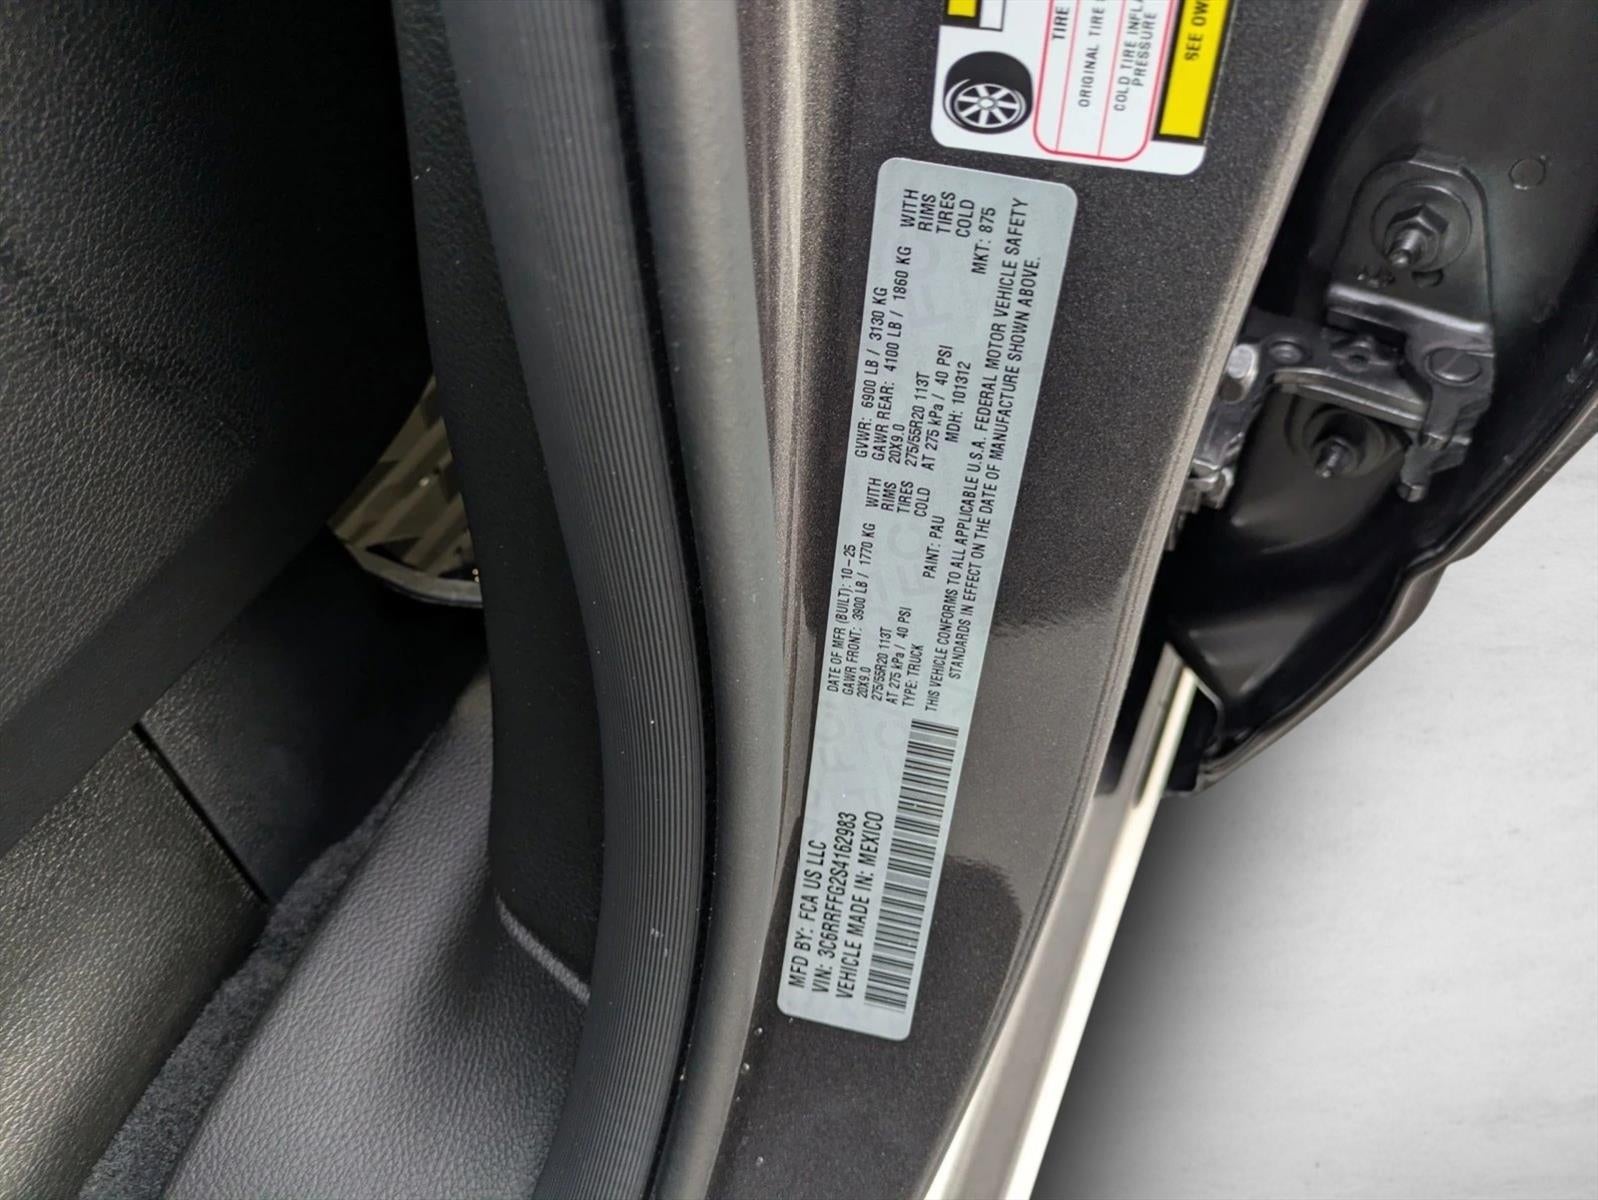 TIRE
ORIGINAL TIRE
COLD TIRE INFLA
PRESSURE
SEE OW
MFD BY: FCA US LLC
VIN: 3C6RRFFG2S4162983
VEHICLE MADE IN: MEXICO
DATE OF MFR (BUILT): 10-25 GVWR: 6900 LB / 3130 KG
GAWR FRONT: 3900 LB / 1770 KG WITH GAWR REAR: 4100 LB / 1860 KG WITH
20X9.0 RIMS 20X9.0 RIMS
275/55R20 113T TIRES 275/55R20 113T TIRES
AT 275 kPa / 40 PSI COLD AT 275 kPa / 40 PSI COLD
TYPE: TRUCK PAINT: PAU MDH: 101312 MKT: 875
THIS VEHICLE CONFORMS TO ALL APPLICABLE U.S.A. FEDERAL MOTOR VEHICLE SAFETY
STANDARDS IN EFFECT ON THE DATE OF MANUFACTURE SHOWN ABOVE.